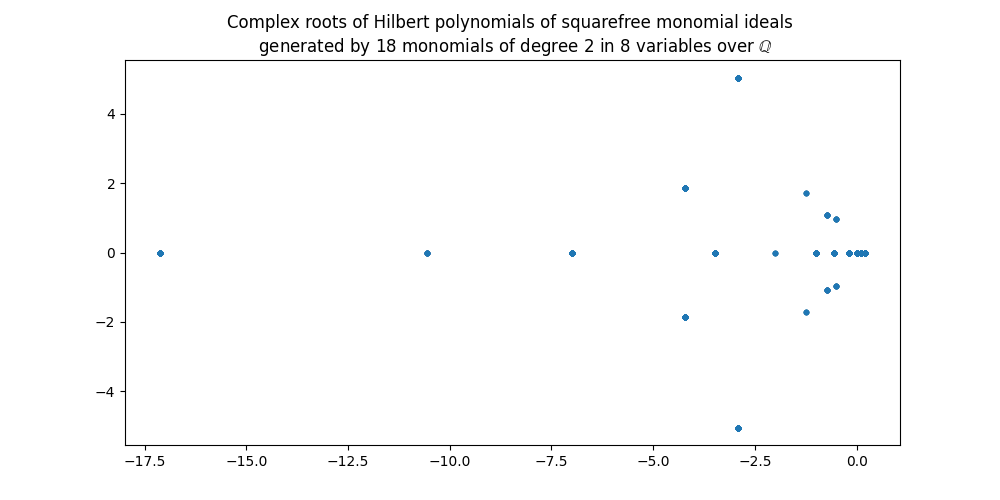 Complex roots of Hilbert polynomials of squarefree monomial ideals
generated by 18 monomials of degree 2 in 8 variables over ℚ
4
2
0
−2
−4
−17.5 −15.0 −12.5 −10.0 −7.5 −5.0 −2.5 0.0